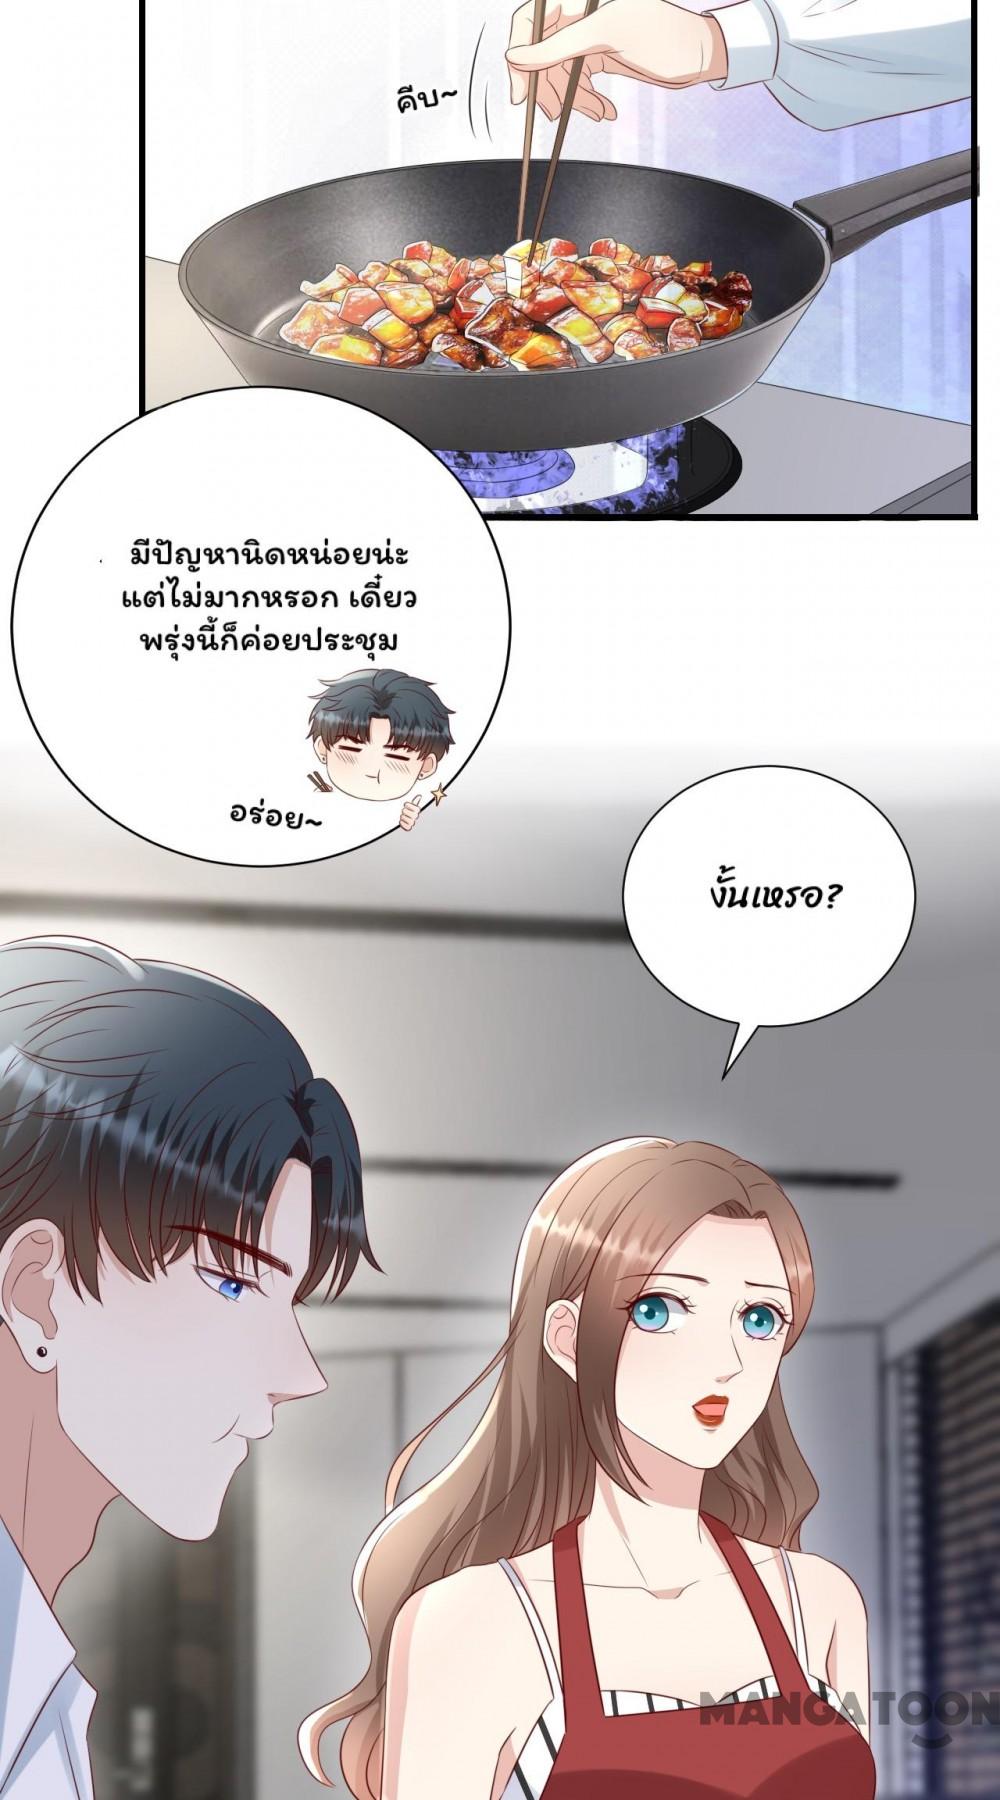 คีบ~
มีปัญหานิดหน่อยน่ะ
แต่ไม่มากหรอก เดี๋ยว
พรุ่งนี้ก็ค่อยประชุม
อร่อย~
งั้นเหรอ?
MANGATOON